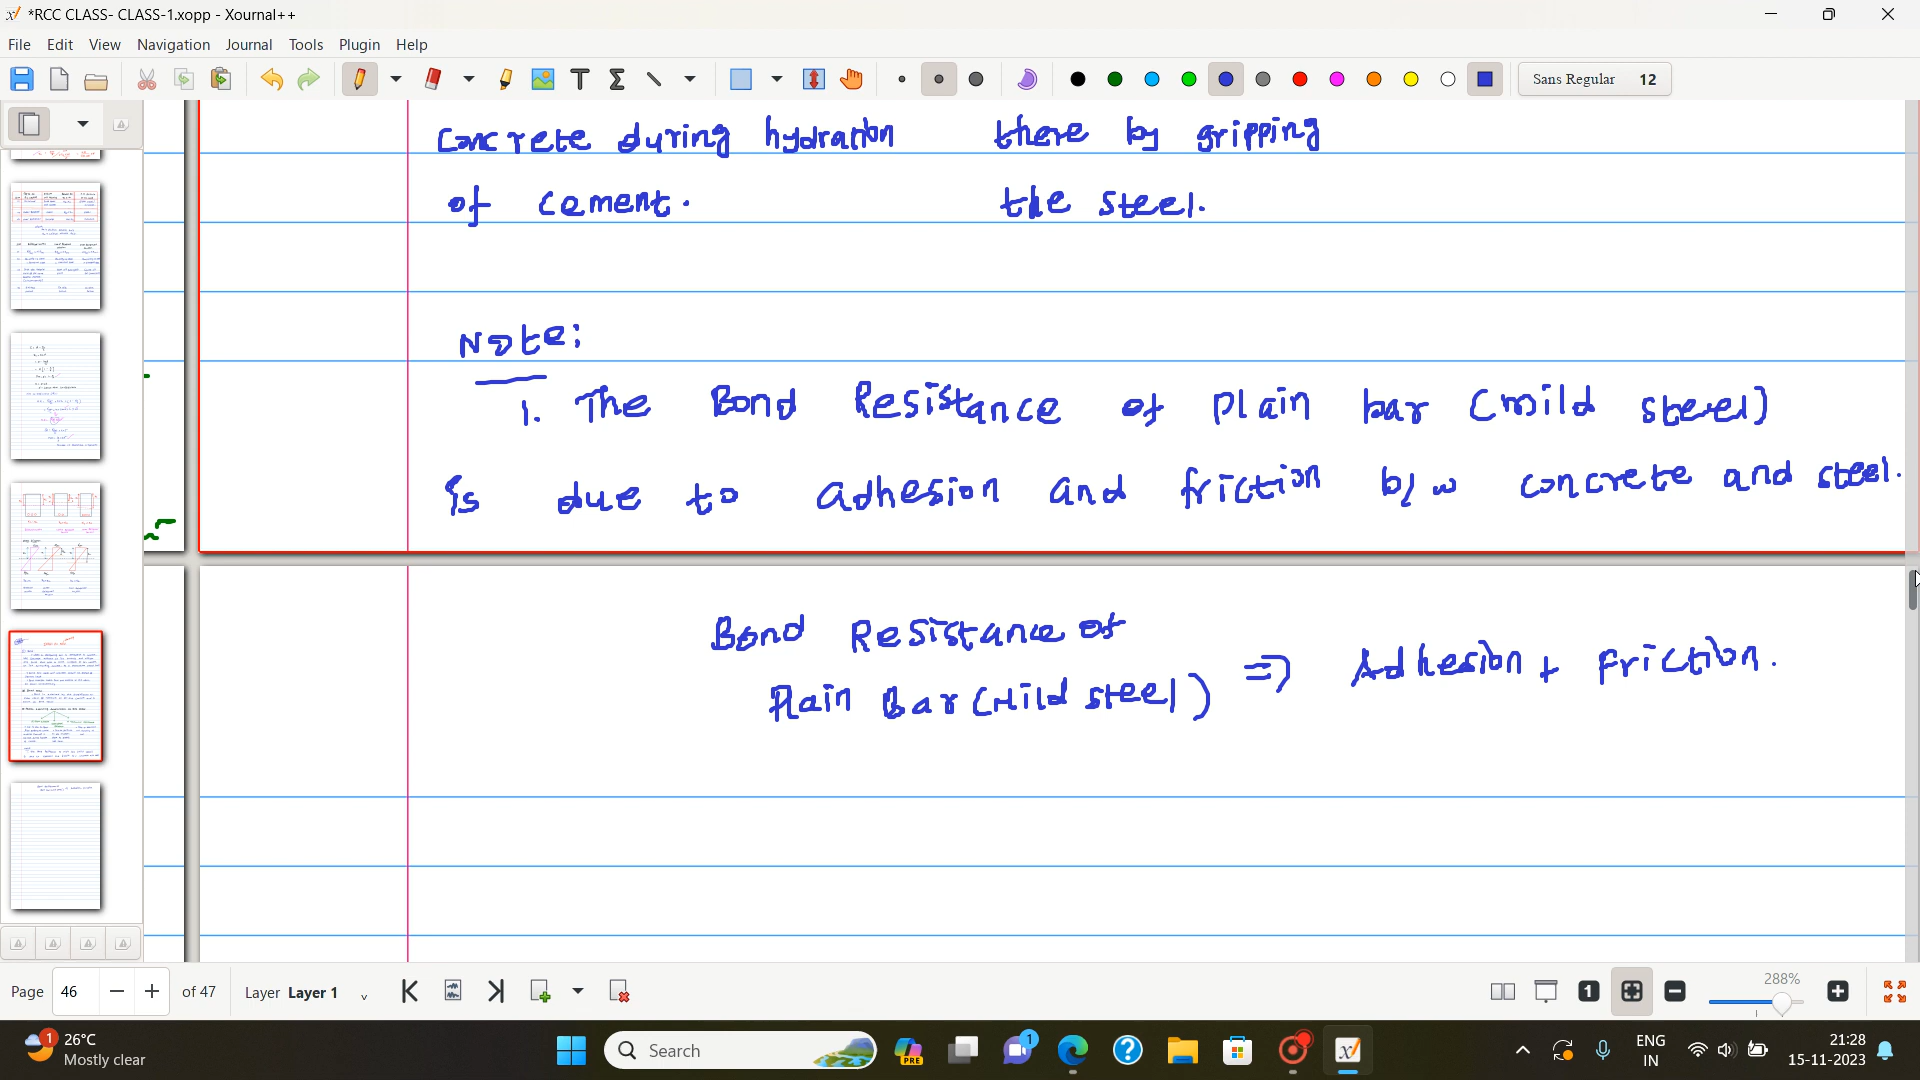 *RCC CLASS- CLASS-1.xopp - Xournal++
File Edit View Navigation Journal Tools Plugin Help
Sans Regular 12
Concrete during hydration there by gripping
of cement. the steel.
Note:
1. The Bond Resistance of plain bar (mild steel)
is due to adhesion and friction b/w concrete and steel.
Bond Resistance of
Plain Bar (Mild steel) => Adhesion + friction.
Page 46 of 47 Layer Layer 1 288%
26°C
Mostly clear
Search
ENG
IN
21:28
15-11-2023